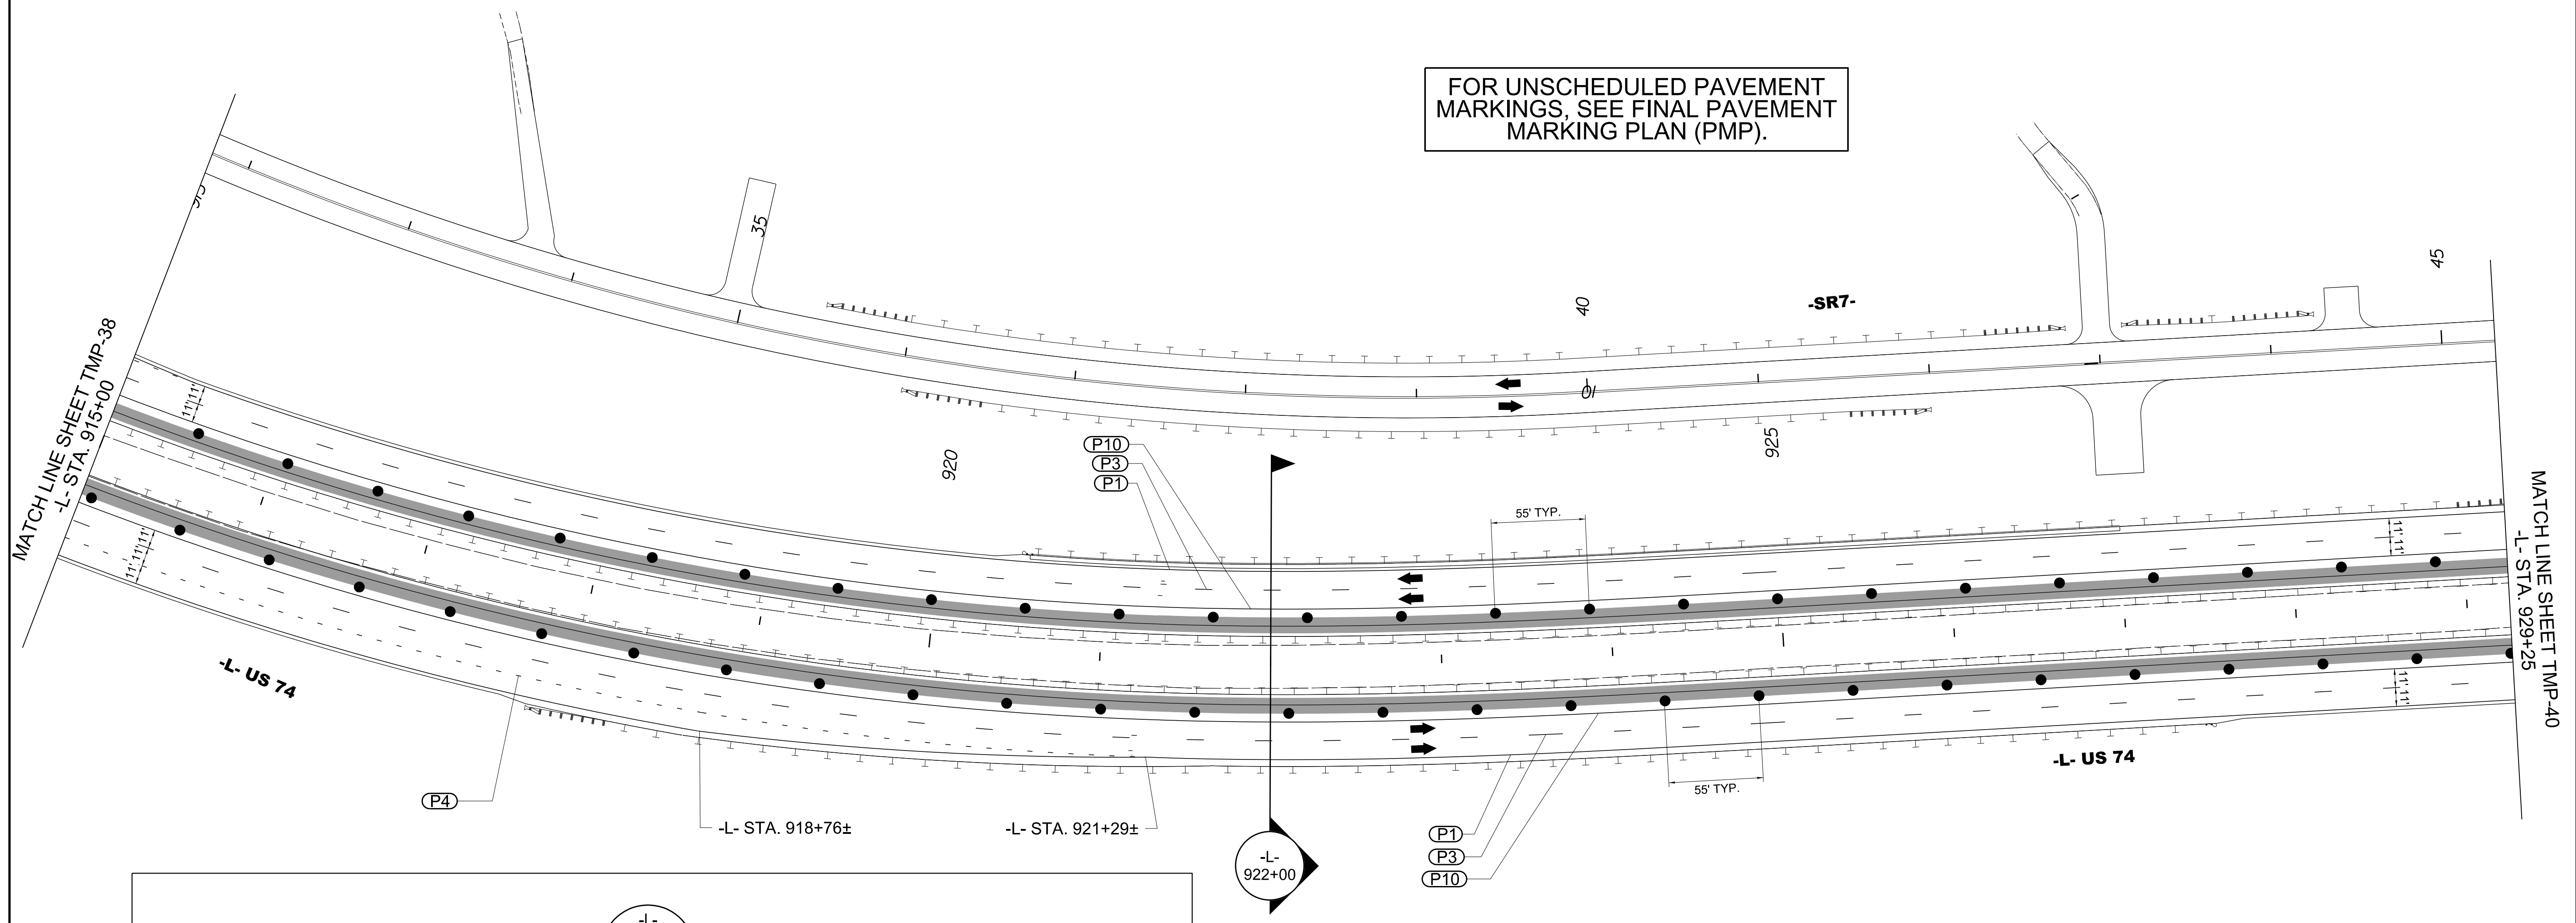 FOR UNSCHEDULED PAVEMENT
MARKINGS, SEE FINAL PAVEMENT
MARKING PLAN (PMP).
35
45
40
-SR7-
10
MATCH LINE SHEET TMP-38
-L- STA. 915+00
11' 11'
925
920
P10
P3
P1
55' TYP.
11' 11'
MATCH LINE SHEET TMP-40
-L- STA. 929+25
11' 11' 11'
11' 11'
-L- US 74
-L- US 74
55' TYP.
P4
-L- STA. 918+76±
-L- STA. 921+29±
P1
P3
P10
-L-
922+00
-L-